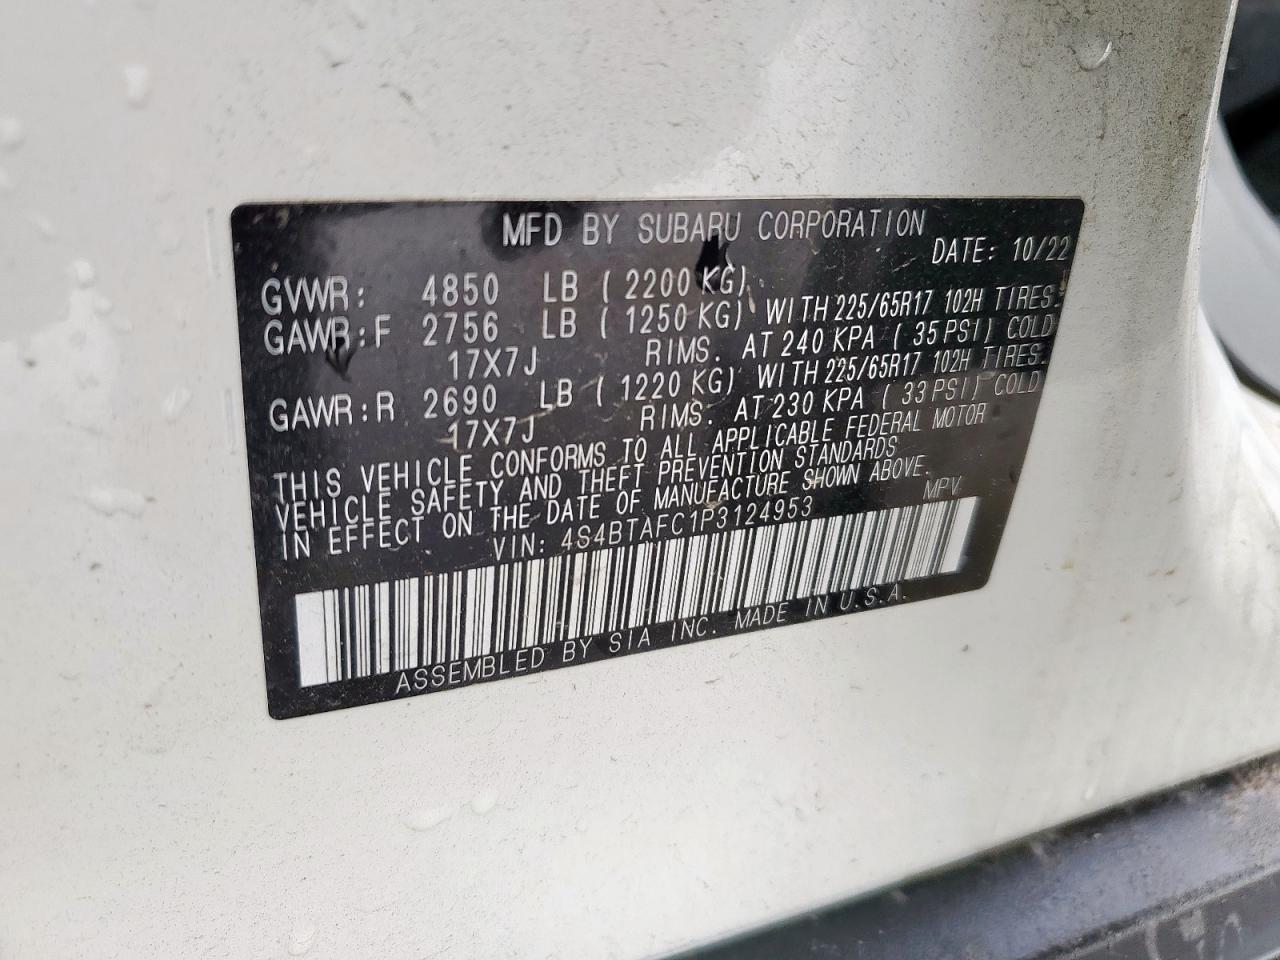 MFD BY SUBARU CORPORATION
DATE: 10/22
GVWR: 4850 LB ( 2200 KG)
GAWR:F 2756 LB ( 1250 KG) WITH 225/65R17 102H TIRES.
17X7J RIMS. AT 240 KPA ( 35 PSI) COLD
GAWR:R 2690 LB ( 1220 KG) WITH 225/65R17 102H TIRES.
17X7J RIMS. AT 230 KPA ( 33 PSI) COLD
THIS VEHICLE CONFORMS TO ALL APPLICABLE FEDERAL MOTOR
VEHICLE SAFETY AND THEFT PREVENTION STANDARDS
IN EFFECT ON THE DATE OF MANUFACTURE SHOWN ABOVE.
VIN: 4S4BTAFC1P3124953 MPV
ASSEMBLED BY SIA INC. MADE IN U.S.A.